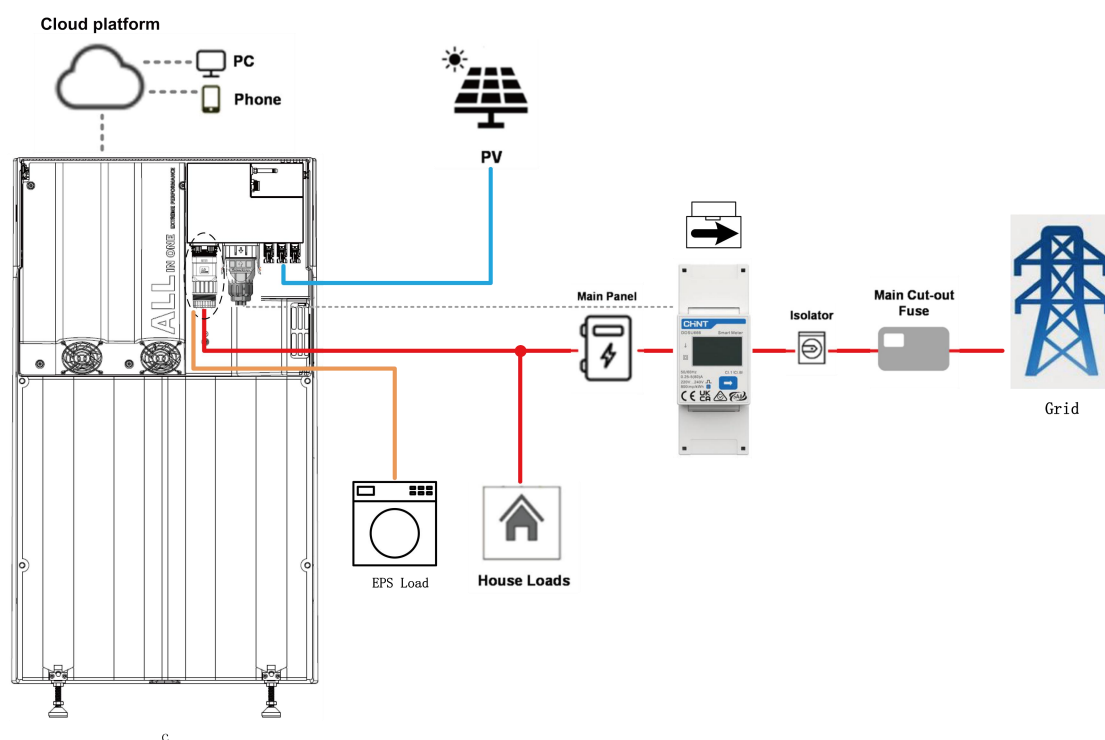 Cloud platform
PC
Phone
PV
ALL IN ONE EXTREME PERFORMANCE
Main Panel
CHNT
Smart Meter
Isolator
Main Cut-out
Fuse
Grid
EPS Load
House Loads
C